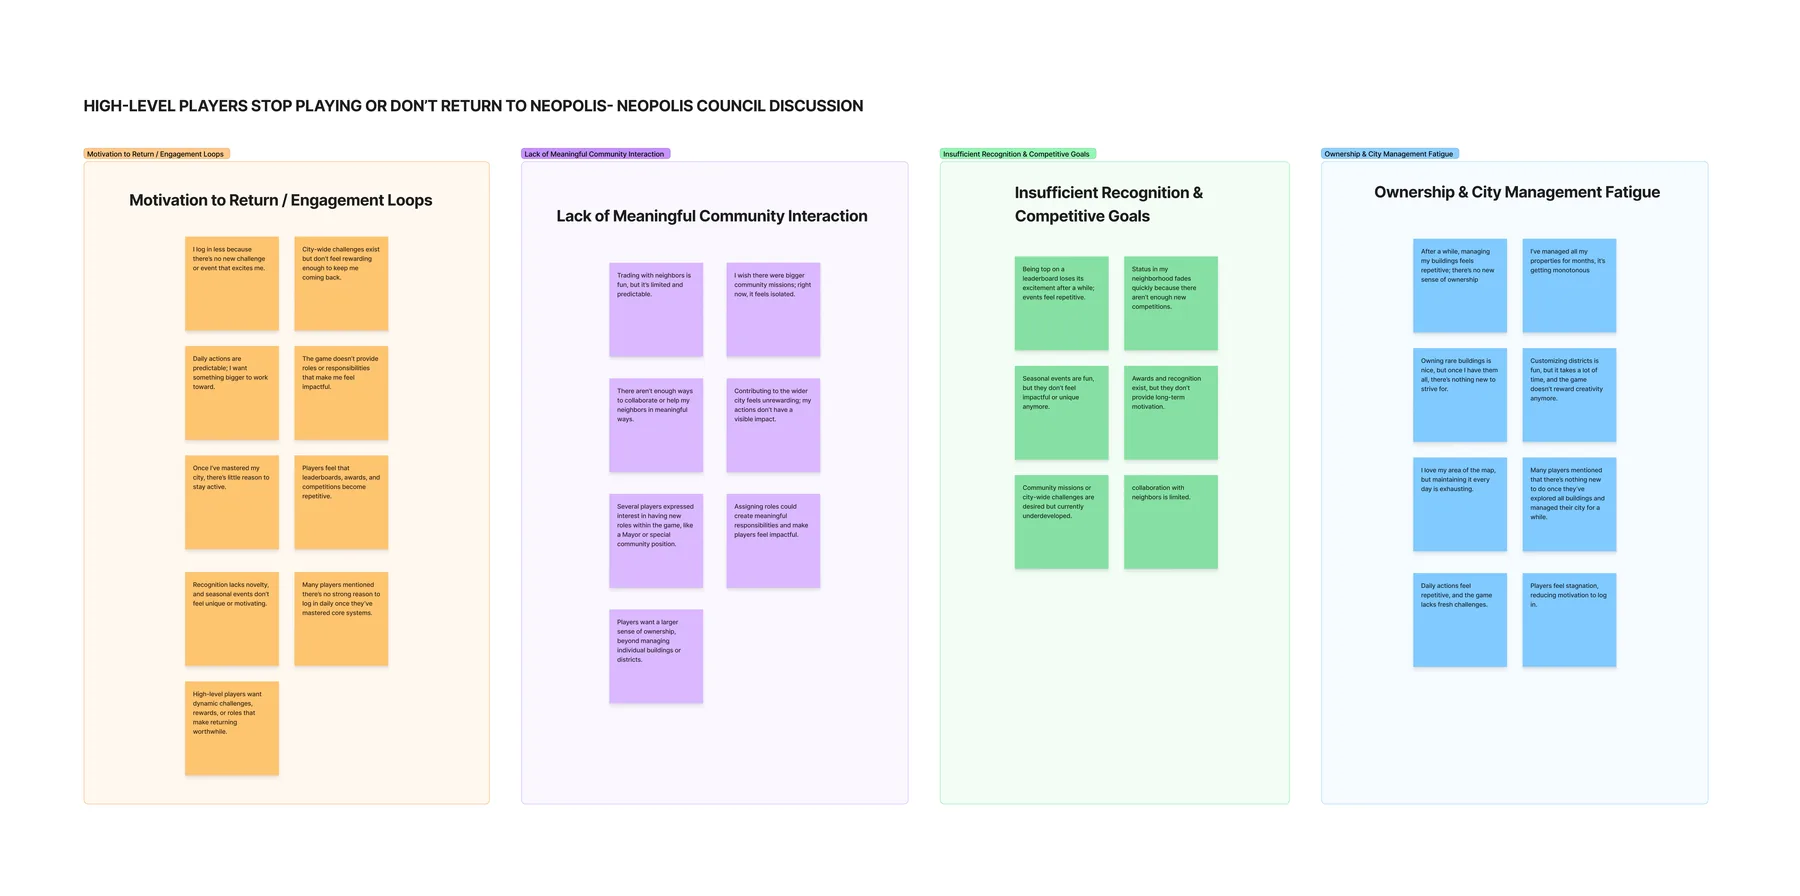 HIGH-LEVEL PLAYERS STOP PLAYING OR DON'T RETURN TO NEOPOLIS- NEOPOLIS COUNCIL DISCUSSION
Motivation to Return / Engagement Loops
Motivation to Return / Engagement Loops
I log in less because
there's no new challenge
or event that excites me.
City-wide challenges exist
but don't feel rewarding
enough to keep me
coming back.
Daily actions are
predictable; I want
something bigger to work
toward.
The game doesn't provide
roles or responsibilities
that make me feel
impactful.
Once I've mastered my
city, there's little reason to
stay active.
Players feel that
leaderboards, awards, and
competitions become
repetitive.
Recognition lacks novelty,
and seasonal events don't
feel unique or motivating.
Many players mentioned
there's no strong reason to
log in daily once they've
mastered core systems.
High-level players want
dynamic challenges,
rewards, or roles that
make returning
worthwhile.
Lack of Meaningful Community Interaction
Lack of Meaningful Community Interaction
Trading with neighbors is
fun, but it's limited and
predictable.
I wish there were bigger
community missions; right
now, it feels isolated.
There aren't enough ways
to collaborate or help my
neighbors in meaningful
ways.
Contributing to the wider
city feels unrewarding; my
actions don't have a
visible impact.
Several players expressed
interest in having new
roles within the game, like
a Mayor or special
community position.
Assigning roles could
create meaningful
responsibilities and make
players feel impactful.
Players want a larger
sense of ownership,
beyond managing
individual buildings or
districts.
Insufficient Recognition & Competitive Goals
Insufficient Recognition &
Competitive Goals
Being top on a
leaderboard loses its
excitement after a while;
events feel repetitive.
Status in my
neighborhood fades
quickly because there
aren't enough new
competitions.
Seasonal events are fun,
but they don't feel
impactful or unique
anymore.
Awards and recognition
exist, but they don't
provide long-term
motivation.
Community missions or
city-wide challenges are
desired but currently
underdeveloped.
collaboration with
neighbors is limited.
Ownership & City Management Fatigue
Ownership & City Management Fatigue
After a while, managing
my buildings feels
repetitive; there's no new
sense of ownership
I've managed all my
properties for months; it's
getting monotonous
Owning rare buildings is
nice, but once I have them
all, there's nothing new to
strive for.
Customizing districts is
fun, but it takes a lot of
time, and the game
doesn't reward creativity
anymore.
I love my area of the map,
but maintaining it every
day is exhausting.
Many players mentioned
that there's nothing new
to do once they've
explored all buildings and
managed their city for a
while.
Daily actions feel
repetitive, and the game
lacks fresh challenges.
Players feel stagnation,
reducing motivation to log
in.